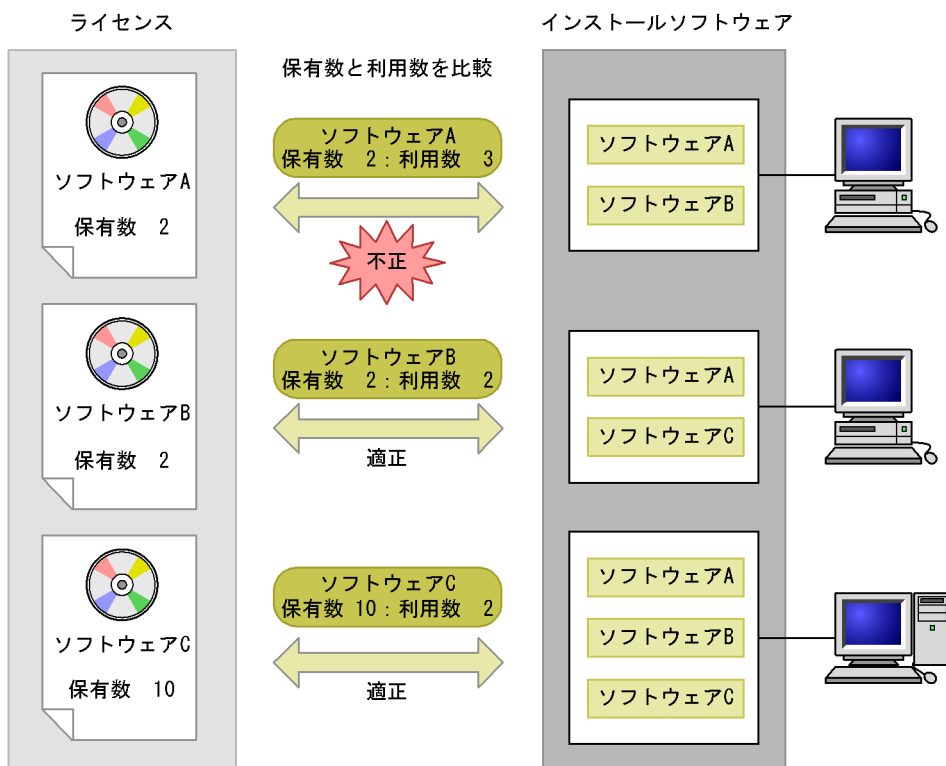 ライセンス
インストールソフトウェア
保有数と利用数を比較
ソフトウェアA
保有数 2
ソフトウェアA
保有数 2：利用数 3
不正
ソフトウェアA
ソフトウェアB
ソフトウェアB
保有数 2
ソフトウェアB
保有数 2：利用数 2
適正
ソフトウェアA
ソフトウェアC
ソフトウェアC
保有数 10
ソフトウェアC
保有数 10：利用数 2
適正
ソフトウェアA
ソフトウェアB
ソフトウェアC